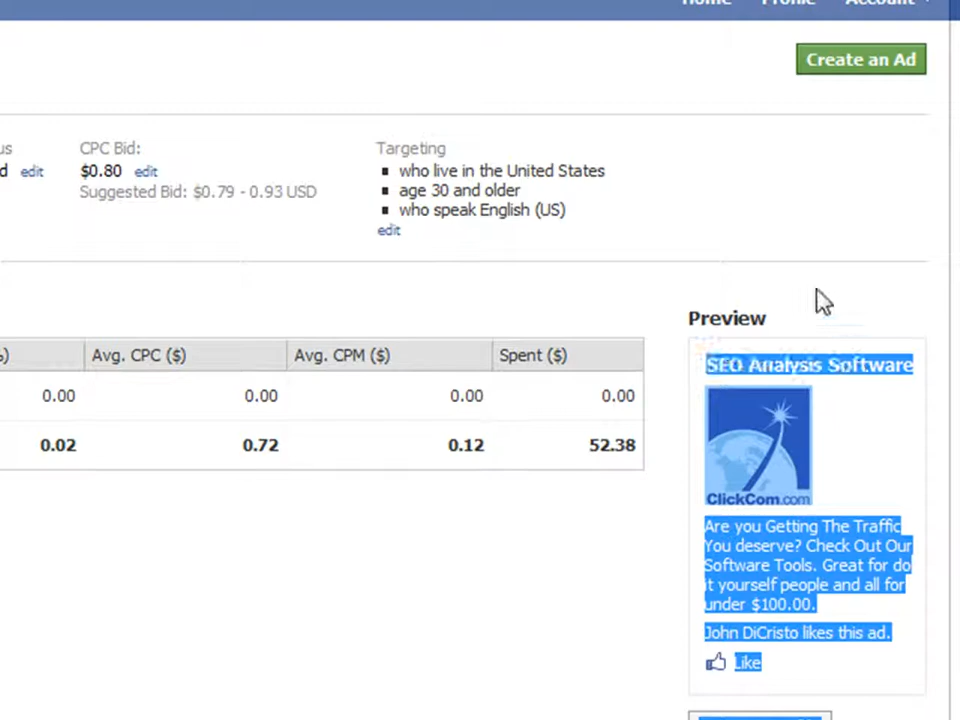 Home Profile Account
Create an Ad
us
CPC Bid:
Targeting
d edit
$0.80 edit
who live in the United States
Suggested Bid: $0.79 - 0.93 USD
age 30 and older
who speak English (US)
edit
Preview
%) Avg. CPC ($) Avg. CPM ($) Spent ($)
0.00 0.00 0.00 0.00
0.02 0.72 0.12 52.38
SEO Analysis Software
ClickCom.com
Are you Getting The Traffic
You deserve? Check Out Our
Software Tools. Great for do
it yourself people and all for
under $100.00.
John DiCristo likes this ad.
Like